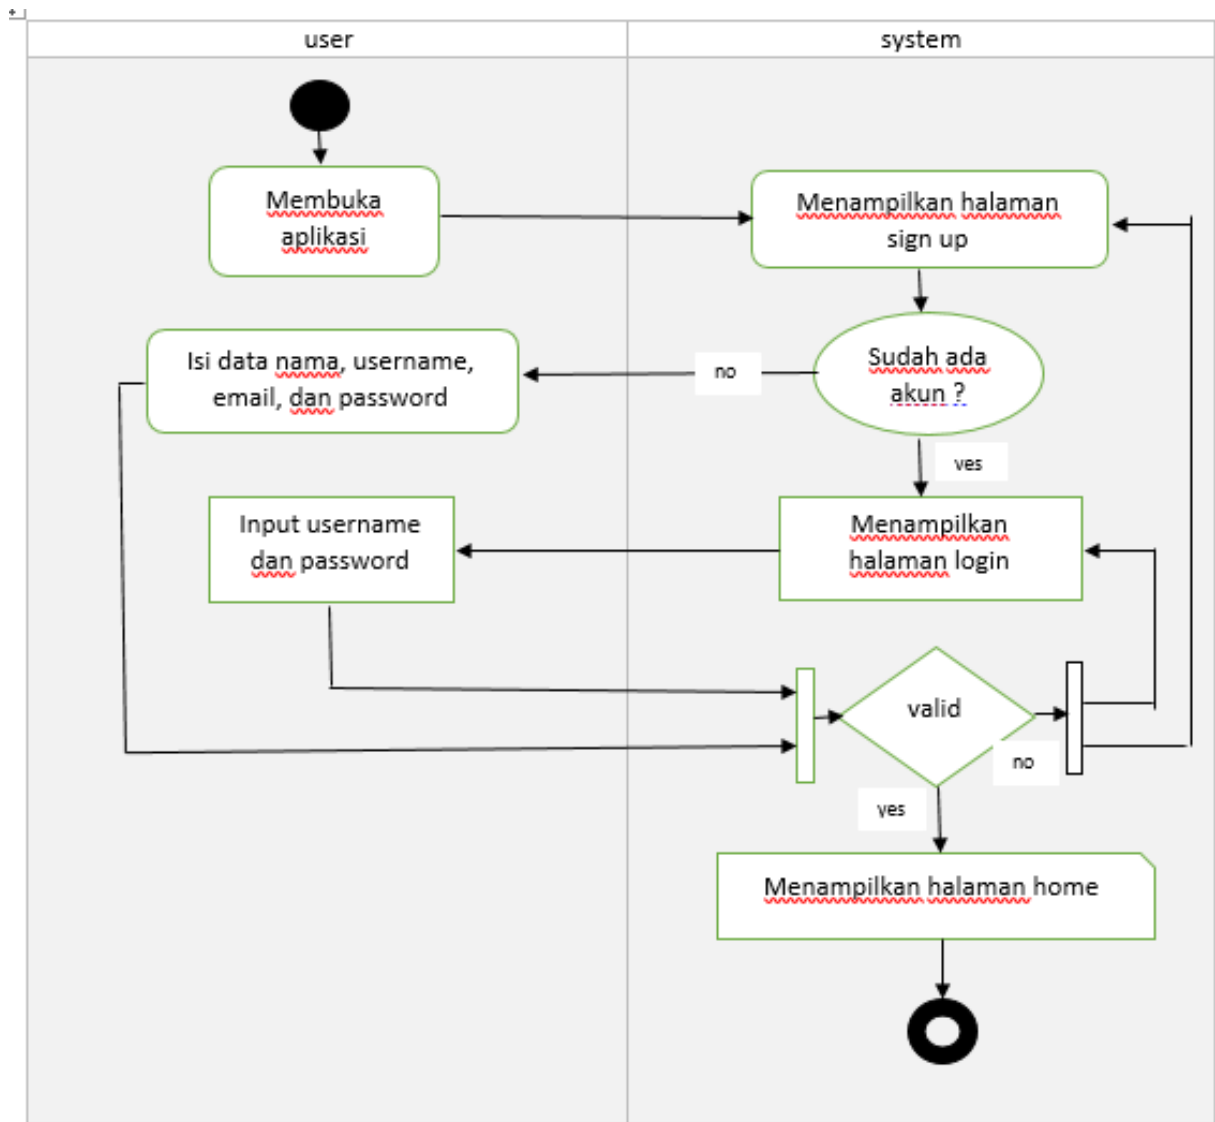 user
system
Membuka
aplikasi
Menampilkan halaman
sign up
Isi data nama, username,
email, dan password
no
Sudah ada
akun ?
yes
Input username
dan password
Menampilkan
halaman login
valid
no
yes
Menampilkan halaman home